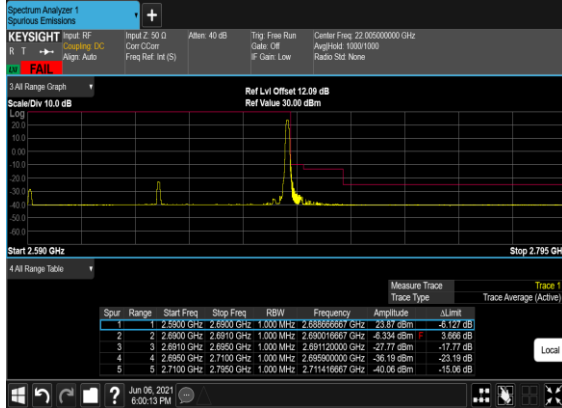 Spectrum Analyzer 1
Spurious Emissions
KEYSIGHT
R T
FAIL
Input: RF
Coupling: DC
Align: Auto
Input Z: 50 Ω
Corr CCorr
Freq Ref: Int (S)
Atten: 40 dB
Trig: Free Run
Gate: Off
IF Gain: Low
Center Freq: 22.005000000 GHz
Avg|Hold: 1000/1000
Radio Std: None
3 All Range Graph
Scale/Div 10.0 dB
Ref Lvl Offset 12.09 dB
Ref Value 30.00 dBm
Log
20.0
10.0
0.00
-10.0
-20.0
-30.0
-40.0
-50.0
-60.0
Start 2.590 GHz
Stop 2.795 GH
4 All Range Table
Measure Trace Trace 1
Trace Type Trace Average (Active)
Spur Range Start Freq Stop Freq RBW Frequency Amplitude ΔLimit
1 1 2.5900 GHz 2.6900 GHz 1.000 MHz 2.688666667 GHz 23.87 dBm -6.127 dB
2 2 2.6900 GHz 2.6910 GHz 1.000 MHz 2.690016667 GHz -6.334 dBm F 3.666 dB
3 3 2.6910 GHz 2.6950 GHz 1.000 MHz 2.691120000 GHz -27.77 dBm -17.77 dB
4 4 2.6950 GHz 2.7100 GHz 1.000 MHz 2.695900000 GHz -36.19 dBm -23.19 dB
5 5 2.7100 GHz 2.7950 GHz 1.000 MHz 2.711416667 GHz -40.06 dBm -15.06 dB
Local
?
Jun 06, 2021
6:00:13 PM